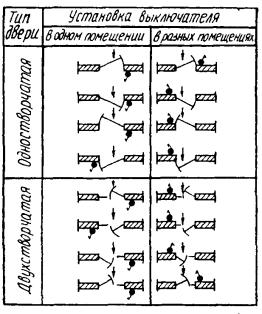 Тип
двери
Установка выключателя
в одном помещении
в разных помещениях
Одностворчатая
Двухстворчатая